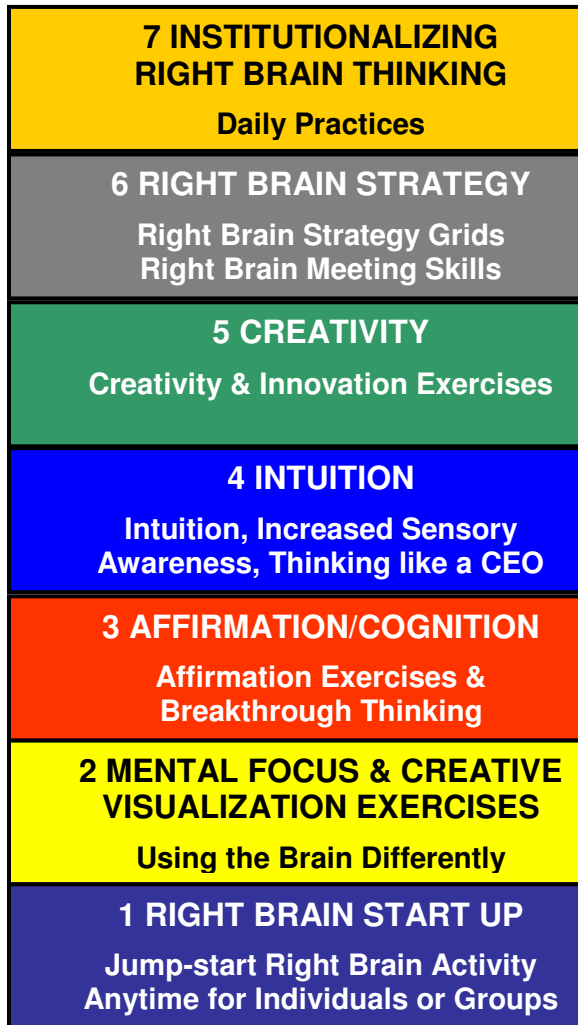 7 INSTITUTIONALIZING
RIGHT BRAIN THINKING
Daily Practices
6 RIGHT BRAIN STRATEGY
Right Brain Strategy Grids
Right Brain Meeting Skills
5 CREATIVITY
Creativity & Innovation Exercises
4 INTUITION
Intuition, Increased Sensory
Awareness, Thinking like a CEO
3 AFFIRMATION/COGNITION
Affirmation Exercises &
Breakthrough Thinking
2 MENTAL FOCUS & CREATIVE
VISUALIZATION EXERCISES
Using the Brain Differently
1 RIGHT BRAIN START UP
Jump-start Right Brain Activity
Anytime for Individuals or Groups